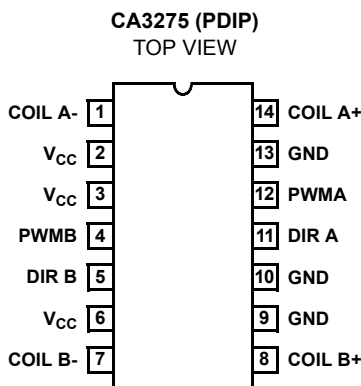 CA3275 (PDIP)
TOP VIEW
COIL A- 1 14 COIL A+
VCC 2 13 GND
VCC 3 12 PWMA
PWMB 4 11 DIR A
DIR B 5 10 GND
VCC 6 9 GND
COIL B- 7 8 COIL B+